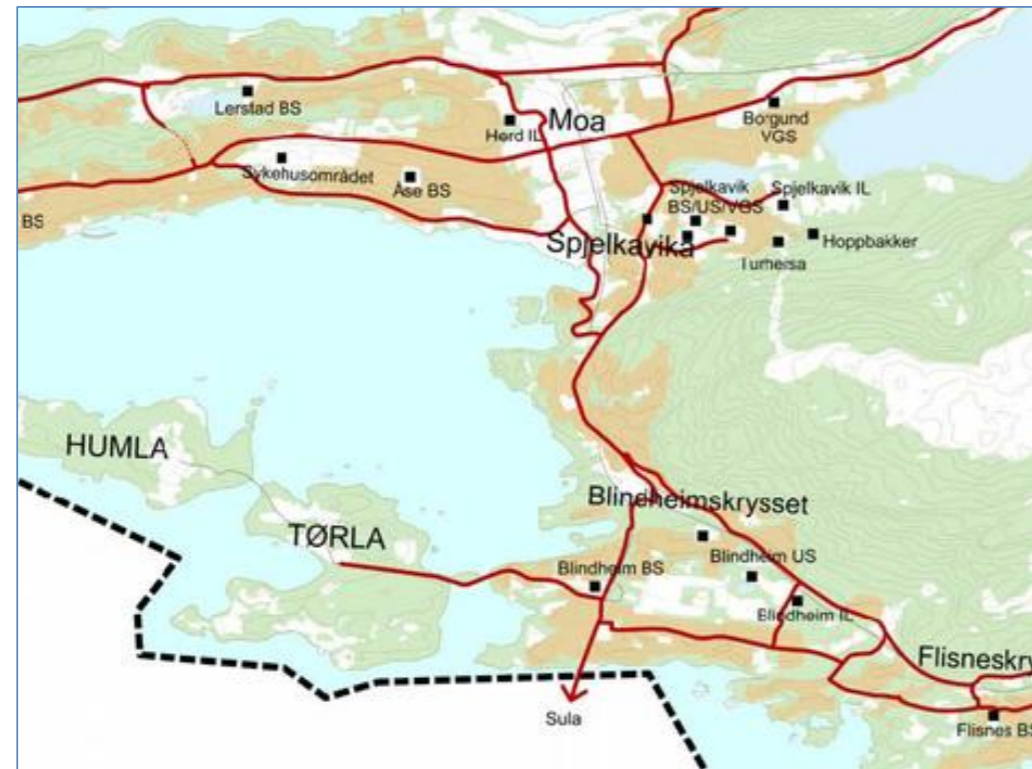 Lerstad BS
Herd IL
Moa
Borgund
VGS
Sykehusområdet
Åse BS
Spjelkavik
BS/US/VGS
Spjelkavik IL
BS
Spjelkavika
Hoppbakker
Turnersa
HUMLA
Blindheimskrysset
TØRLA
Blindheim US
Blindheim BS
Blindheim IL
Flisneskry
Sula
Flisnes BS